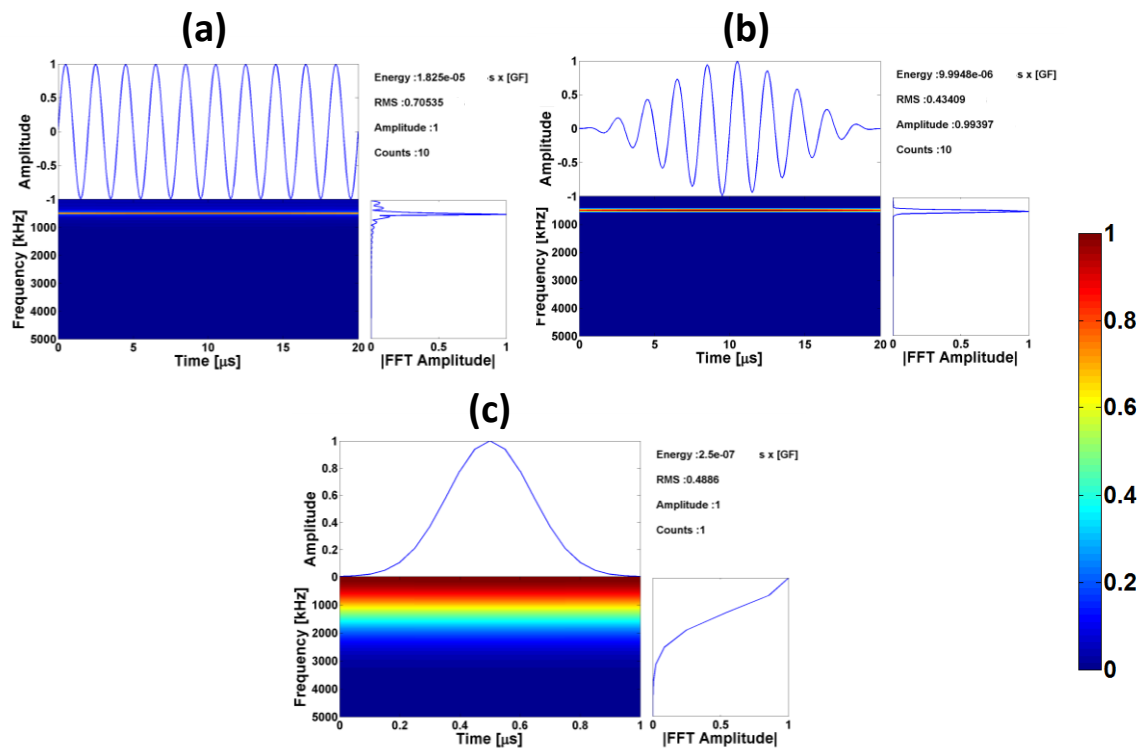 (a)
1
0.5
0
-0.5
-1
Amplitude
Energy :1.825e-05 s x [GF]
RMS :0.70535
Amplitude :1
Counts :10
1000
2000
3000
4000
5000
Frequency [kHz]
0 5 10 15 20
Time [μs]
0 0.5 1
|FFT Amplitude|
(b)
1
0.5
0
-0.5
-1
Amplitude
Energy :9.9948e-06 s x [GF]
RMS :0.43409
Amplitude :0.99397
Counts :10
1000
2000
3000
4000
5000
Frequency [kHz]
0 5 10 15 20
Time [μs]
0 0.5 1
|FFT Amplitude|
(c)
1
0.8
0.6
0.4
0.2
0
Amplitude
Energy :2.5e-07 s x [GF]
RMS :0.4886
Amplitude :1
Counts :1
1000
2000
3000
4000
5000
Frequency [kHz]
0 0.2 0.4 0.6 0.8 1
Time [μs]
0 0.5 1
|FFT Amplitude|
1
0.8
0.6
0.4
0.2
0